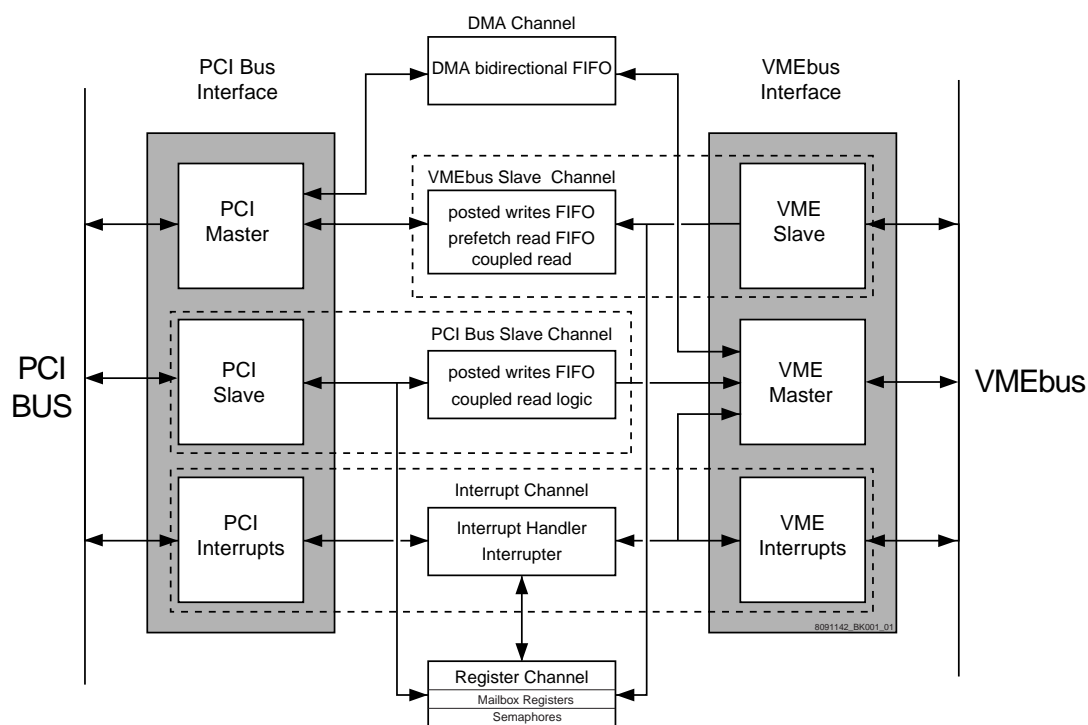 DMA Channel
DMA bidirectional FIFO
PCI Bus
Interface
VMEbus
Interface
PCI
Master
VMEbus Slave Channel
posted writes FIFO
prefetch read FIFO
coupled read
VME
Slave
PCI
BUS
PCI
Slave
PCI Bus Slave Channel
posted writes FIFO
coupled read logic
VME
Master
VMEbus
PCI
Interrupts
Interrupt Channel
Interrupt Handler
Interrupter
VME
Interrupts
8091142_BK001_01
Register Channel
Mailbox Registers
Semaphores